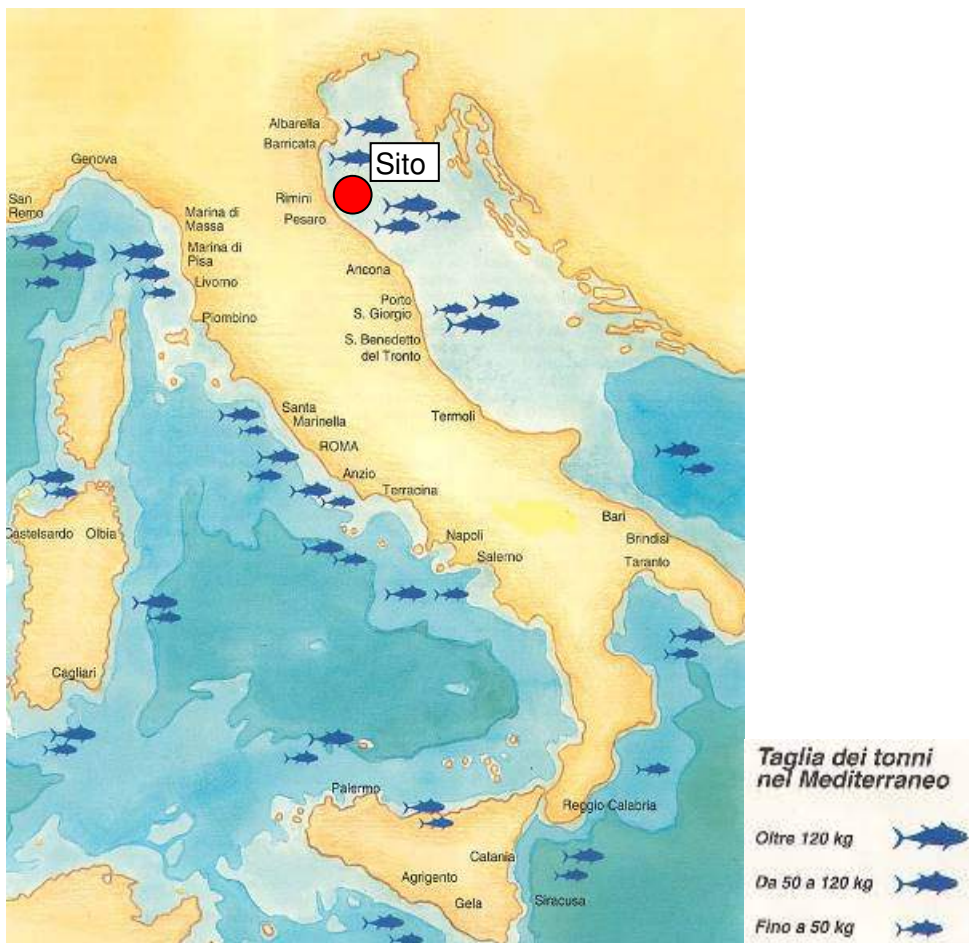 Albarella
Barricata
Sito
Genova
San
Remo
Rimini
Pesaro
Marina di
Massa
Marina di
Pisa
Livorno
Piombino
Ancona
Porto
S. Giorgio
S. Benedetto
del Tronto
Santa
Marinella
ROMA
Anzio
Terracina
Termoli
Castelsardo
Olbia
Napoli
Salerno
Bari
Brindisi
Taranto
Cagliari
Palermo
Reggio Calabria
Catania
Agrigento
Gela
Siracusa
Taglia dei tonni
nel Mediterraneo
Oltre 120 kg
Da 50 a 120 kg
Fino a 50 kg